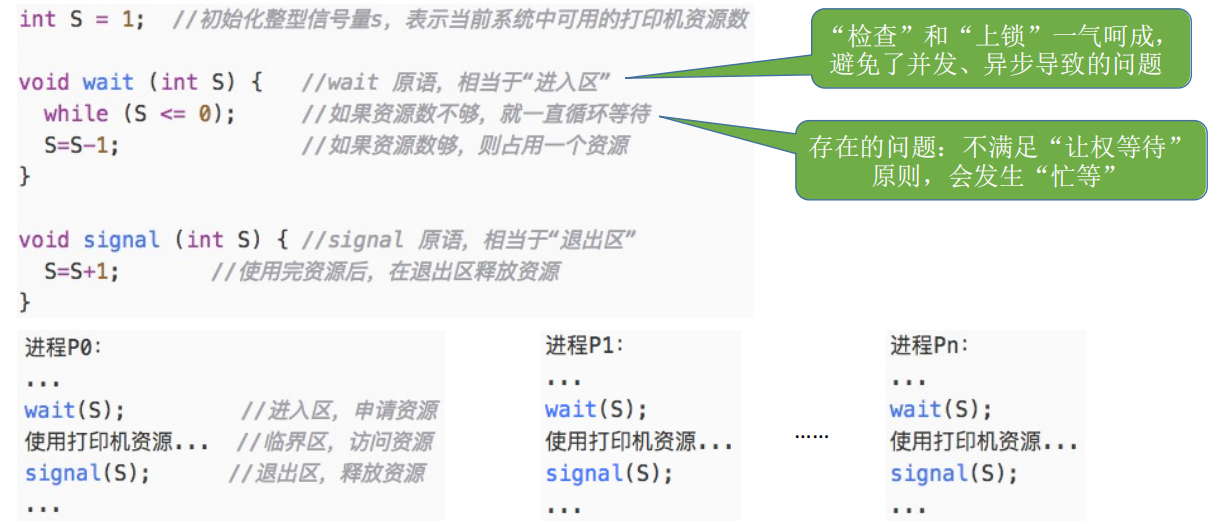 int S = 1;  //初始化整型信号量s，表示当前系统中可用的打印机资源数
void wait (int S) {   //wait 原语，相当于“进入区”
while (S <= 0);      //如果资源数不够，就一直循环等待
S=S-1;               //如果资源数够，则占用一个资源
}
void signal (int S) { //signal 原语，相当于“退出区”
S=S+1;        //使用完资源后，在退出区释放资源
}
“检查”和“上锁”一气呵成，
避免了并发、异步导致的问题
存在的问题：不满足“让权等待”
原则，会发生“忙等”
进程P0：
...
wait(S);         //进入区，申请资源
使用打印机资源...  //临界区，访问资源
signal(S);       //退出区，释放资源
...
进程P1：
...
wait(S);
使用打印机资源...
signal(S);
...
……
进程Pn：
...
wait(S);
使用打印机资源...
signal(S);
...